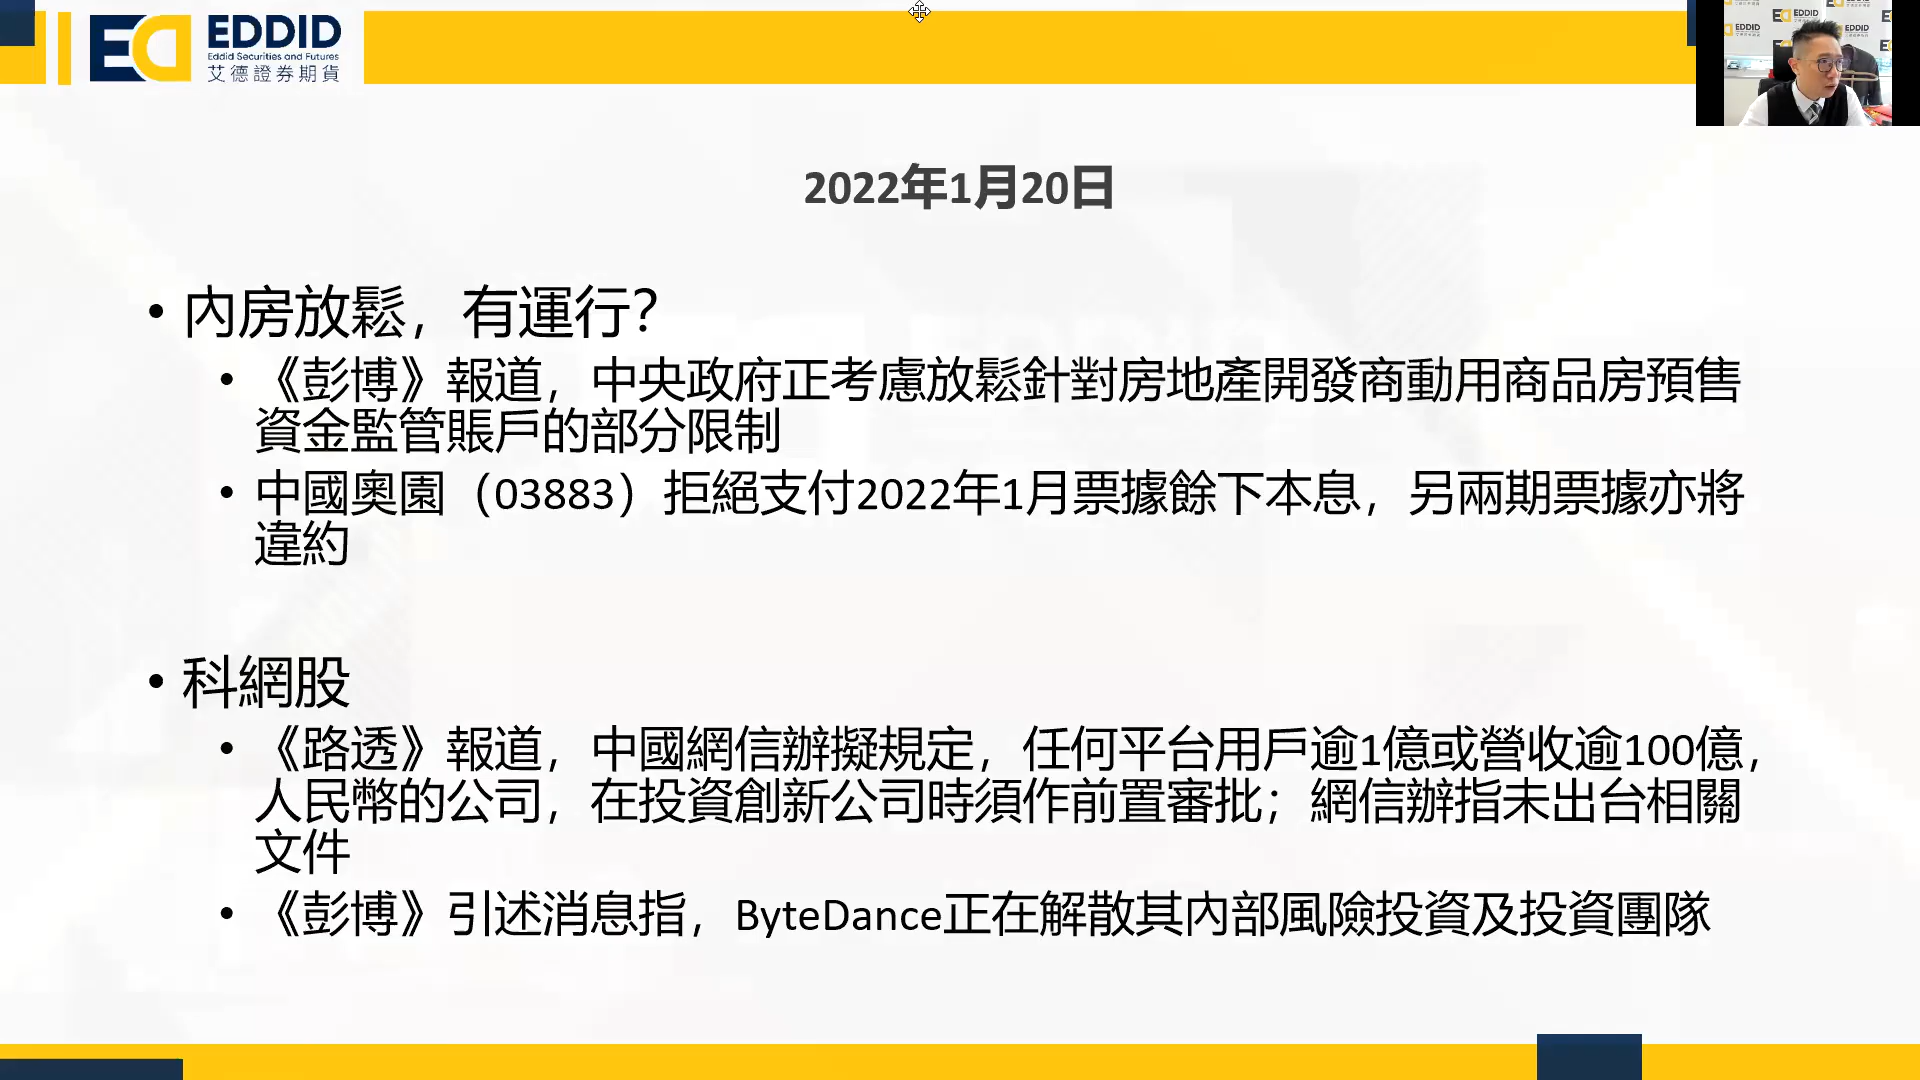 EDDID
Eddid Securities and Futures
艾德證券期貨
EDDID
EDDID
2022年1月20日
• 內房放鬆，有運行？
• 《彭博》報道，中央政府正考慮放鬆針對房地產開發商動用商品房預售
資金監管賬戶的部分限制
• 中國奧園（03883）拒絕支付2022年1月票據餘下本息，另兩期票據亦將
違約
• 科網股
• 《路透》報道，中國網信辦擬規定，任何平台用戶逾1億或營收逾100億，
人民幣的公司，在投資創新公司時須作前置審批；網信辦指未出台相關
文件
• 《彭博》引述消息指，ByteDance正在解散其內部風險投資及投資團隊